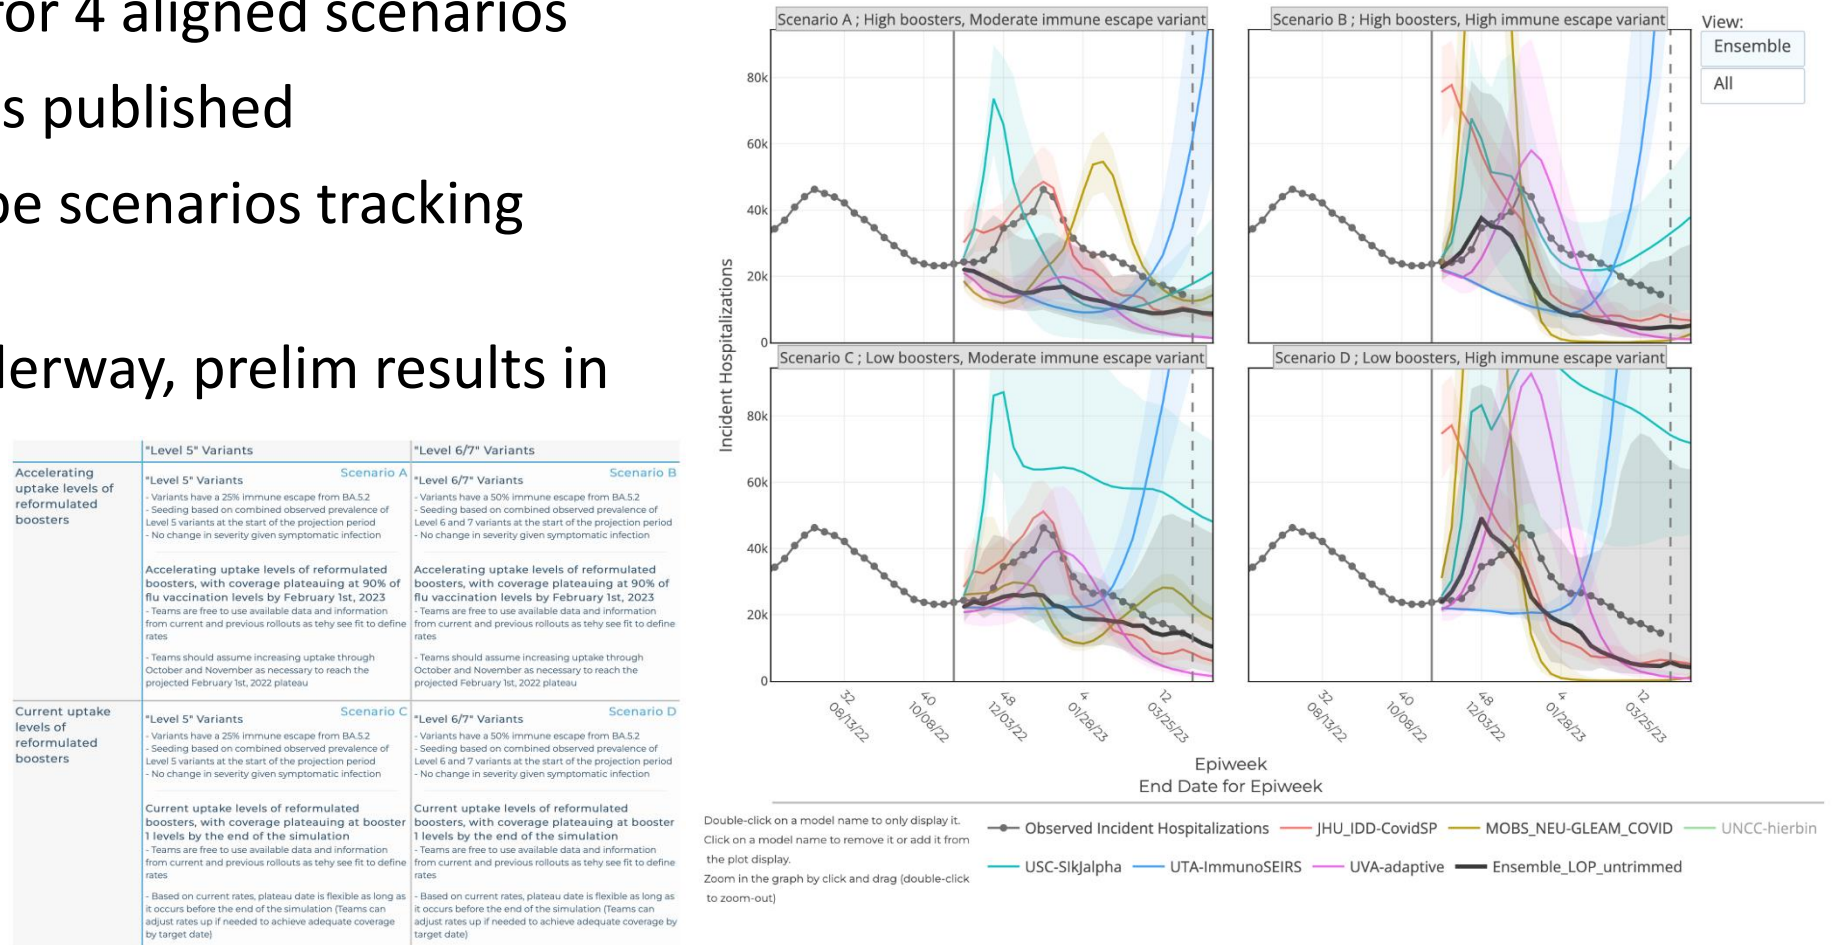 or 4 aligned scenarios
s published
e scenarios tracking
lerway, prelim results in
"Level 5" Variants
"Level 6/7" Variants
Accelerating
uptake levels of
reformulated
boosters
Scenario A
"Level 5" Variants
- Variants have a 25% immune escape from BA.5.2
- Seeding based on combined observed prevalence of
Level 5 variants at the start of the projection period
- No change in severity given symptomatic infection
Accelerating uptake levels of reformulated
boosters, with coverage plateauing at 90% of
flu vaccination levels by February 1st, 2023
- Teams are free to use available data and information
from current and previous rollouts as tehy see fit to define
rates
- Teams should assume increasing uptake through
October and November as necessary to reach the
projected February 1st, 2022 plateau
Scenario B
"Level 6/7" Variants
- Variants have a 50% immune escape from BA.5.2
- Seeding based on combined observed prevalence of
Level 6 and 7 variants at the start of the projection period
- No change in severity given symptomatic infection
Accelerating uptake levels of reformulated
boosters, with coverage plateauing at 90% of
flu vaccination levels by February 1st, 2023
- Teams are free to use available data and information
from current and previous rollouts as tehy see fit to define
rates
- Teams should assume increasing uptake through
October and November as necessary to reach the
projected February 1st, 2022 plateau
Current uptake
levels of
reformulated
boosters
Scenario C
"Level 5" Variants
- Variants have a 25% immune escape from BA.5.2
- Seeding based on combined observed prevalence of
Level 5 variants at the start of the projection period
- No change in severity given symptomatic infection
Current uptake levels of reformulated
boosters, with coverage plateauing at booster
1 levels by the end of the simulation
- Teams are free to use available data and information
from current and previous rollouts as tehy see fit to define
rates
- Based on current rates, plateau date is flexible as long as
it occurs before the end of the simulation (Teams can
adjust rates up if needed to achieve adequate coverage
by target date)
Scenario D
"Level 6/7" Variants
- Variants have a 50% immune escape from BA.5.2
- Seeding based on combined observed prevalence of
Level 6 and 7 variants at the start of the projection period
- No change in severity given symptomatic infection
Current uptake levels of reformulated
boosters, with coverage plateauing at booster
1 levels by the end of the simulation
- Teams are free to use available data and information
from current and previous rollouts as tehy see fit to define
rates
- Based on current rates, plateau date is flexible as long as
it occurs before the end of the simulation (Teams can
adjust rates up if needed to achieve adequate coverage by
target date)
Scenario A ; High boosters, Moderate immune escape variant
Scenario B ; High boosters, High immune escape variant
View:
Ensemble
All
80k
60k
40k
20k
0
Scenario C ; Low boosters, Moderate immune escape variant
Scenario D ; Low boosters, High immune escape variant
80k
60k
40k
20k
0
Incident Hospitalizations
32
08/13/22
40
10/08/22
48
12/03/22
4
01/28/23
12
03/25/23
32
08/13/22
40
10/08/22
48
12/03/22
4
01/28/23
12
03/25/23
Epiweek
End Date for Epiweek
Double-click on a model name to only display it.
Click on a model name to remove it or add it from
the plot display.
Zoom in the graph by click and drag (double-click
to zoom-out)
Observed Incident Hospitalizations
JHU_IDD-CovidSP
MOBS_NEU-GLEAM_COVID
UNCC-hierbin
USC-SIkJalpha
UTA-ImmunoSEIRS
UVA-adaptive
Ensemble_LOP_untrimmed